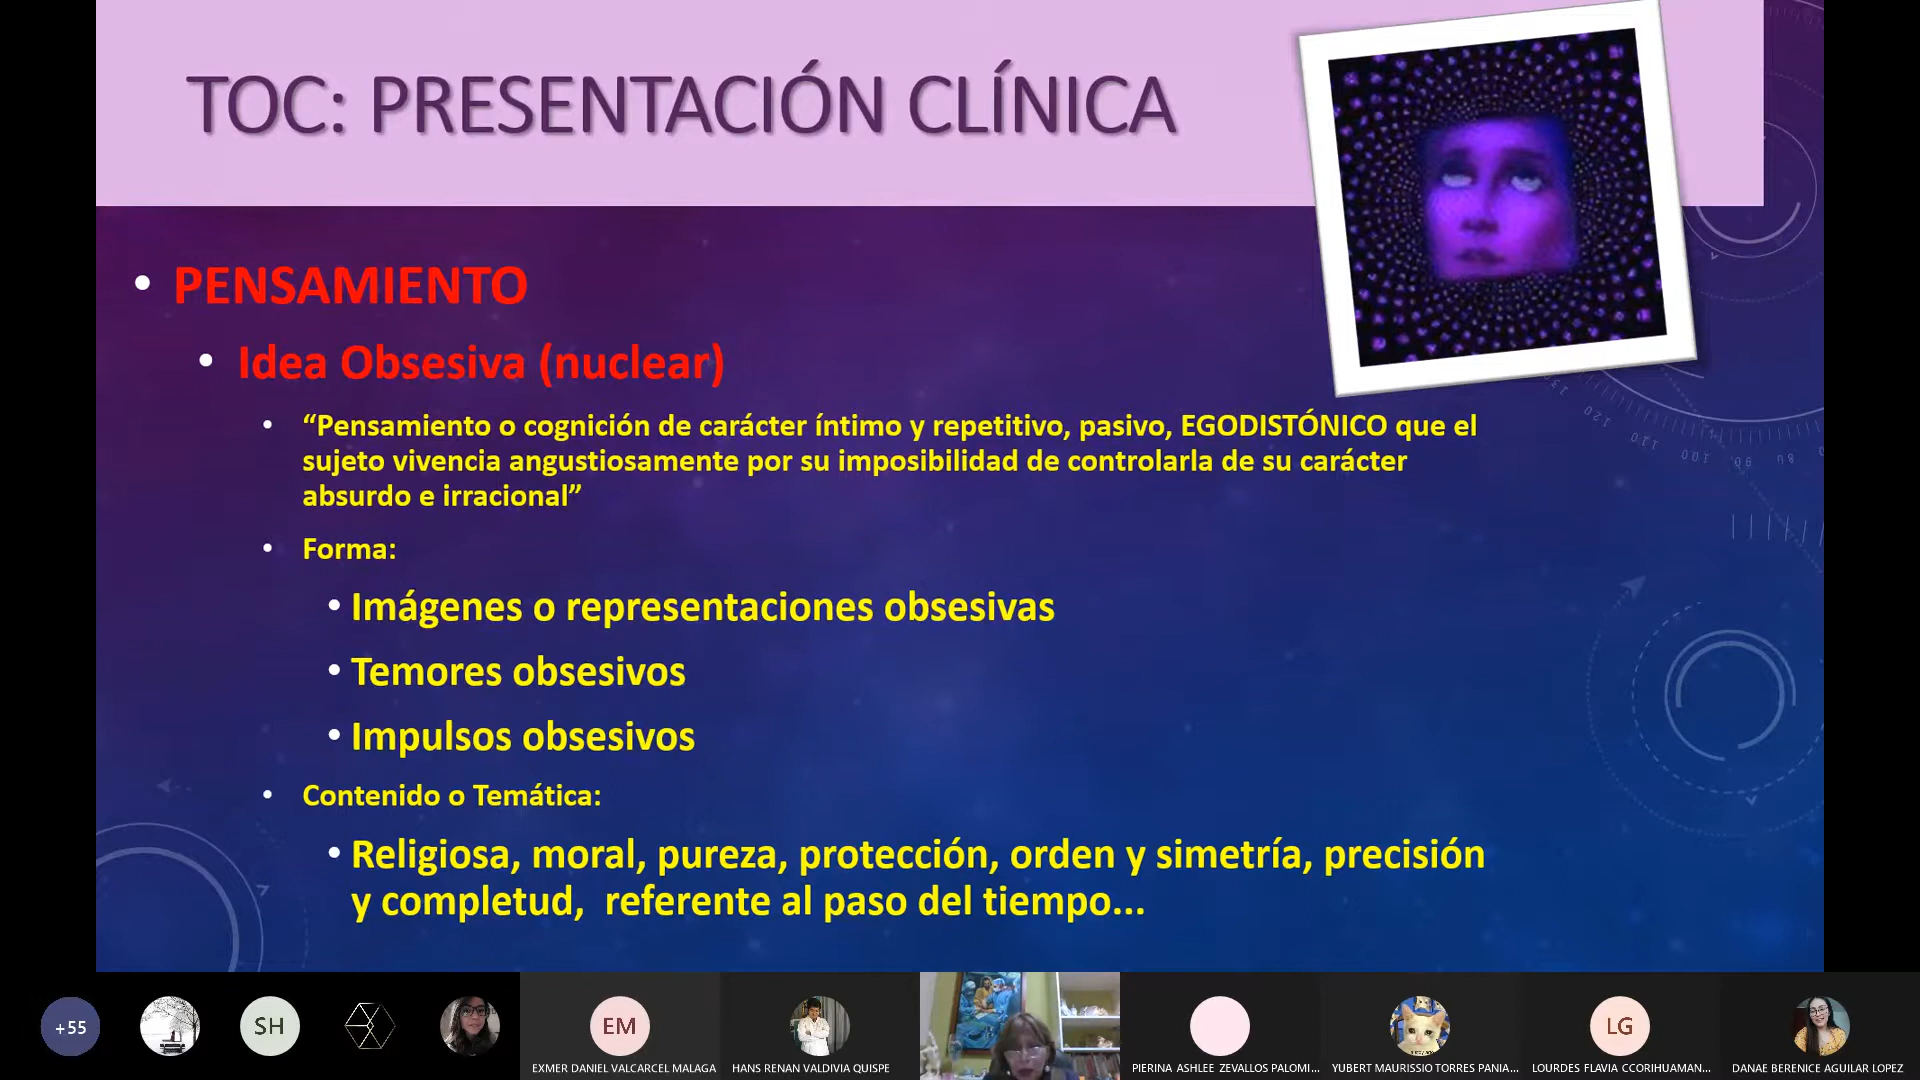 TOC: PRESENTACIÓN CLÍNICA
• PENSAMIENTO
• Idea Obsesiva (nuclear)
• “Pensamiento o cognición de carácter íntimo y repetitivo, pasivo, EGODISTÓNICO que el
sujeto vivencia angustiosamente por su imposibilidad de controlarla de su carácter
absurdo e irracional”
• Forma:
• Imágenes o representaciones obsesivas
• Temores obsesivos
• Impulsos obsesivos
• Contenido o Temática:
• Religiosa, moral, pureza, protección, orden y simetría, precisión
y completud, referente al paso del tiempo...
+55
SH
EM
LG
EXMER DANIEL VALCARCEL MALAGA
HANS RENAN VALDIVIA QUISPE
PIERINA ASHLEE ZEVALLOS PALOMI...
YUBERT MAURISSIO TORRES PANIA...
LOURDES FLAVIA CCORIHUAMAN...
DANAE BERENICE AGUILAR LOPEZ